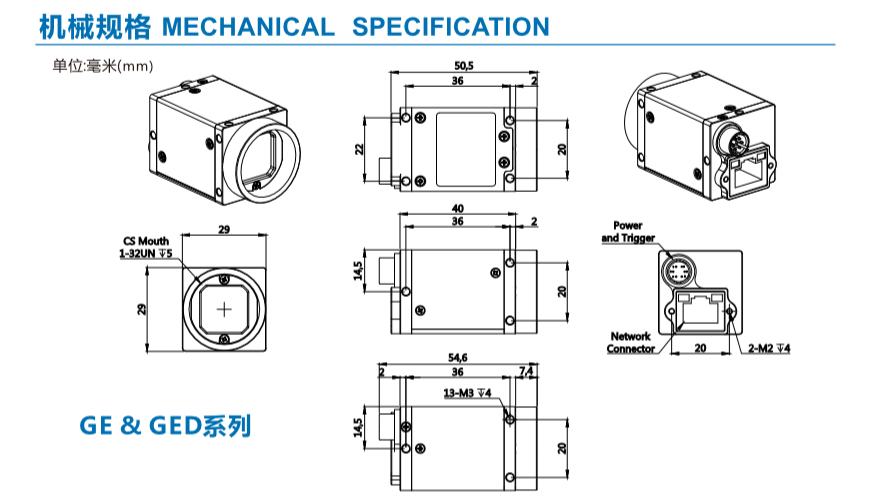 机械规格 MECHANICAL SPECIFICATION
单位:毫米(mm)
50,5
36
2
22
20
40
36
2
14,5
20
CS Mouth
1-32UN ↧5
29
29
Power
and Trigger
Network
Connector
20
2-M2 ↧4
54,6
2
36
7,4
13-M3 ↧4
14,5
20
GE & GED系列